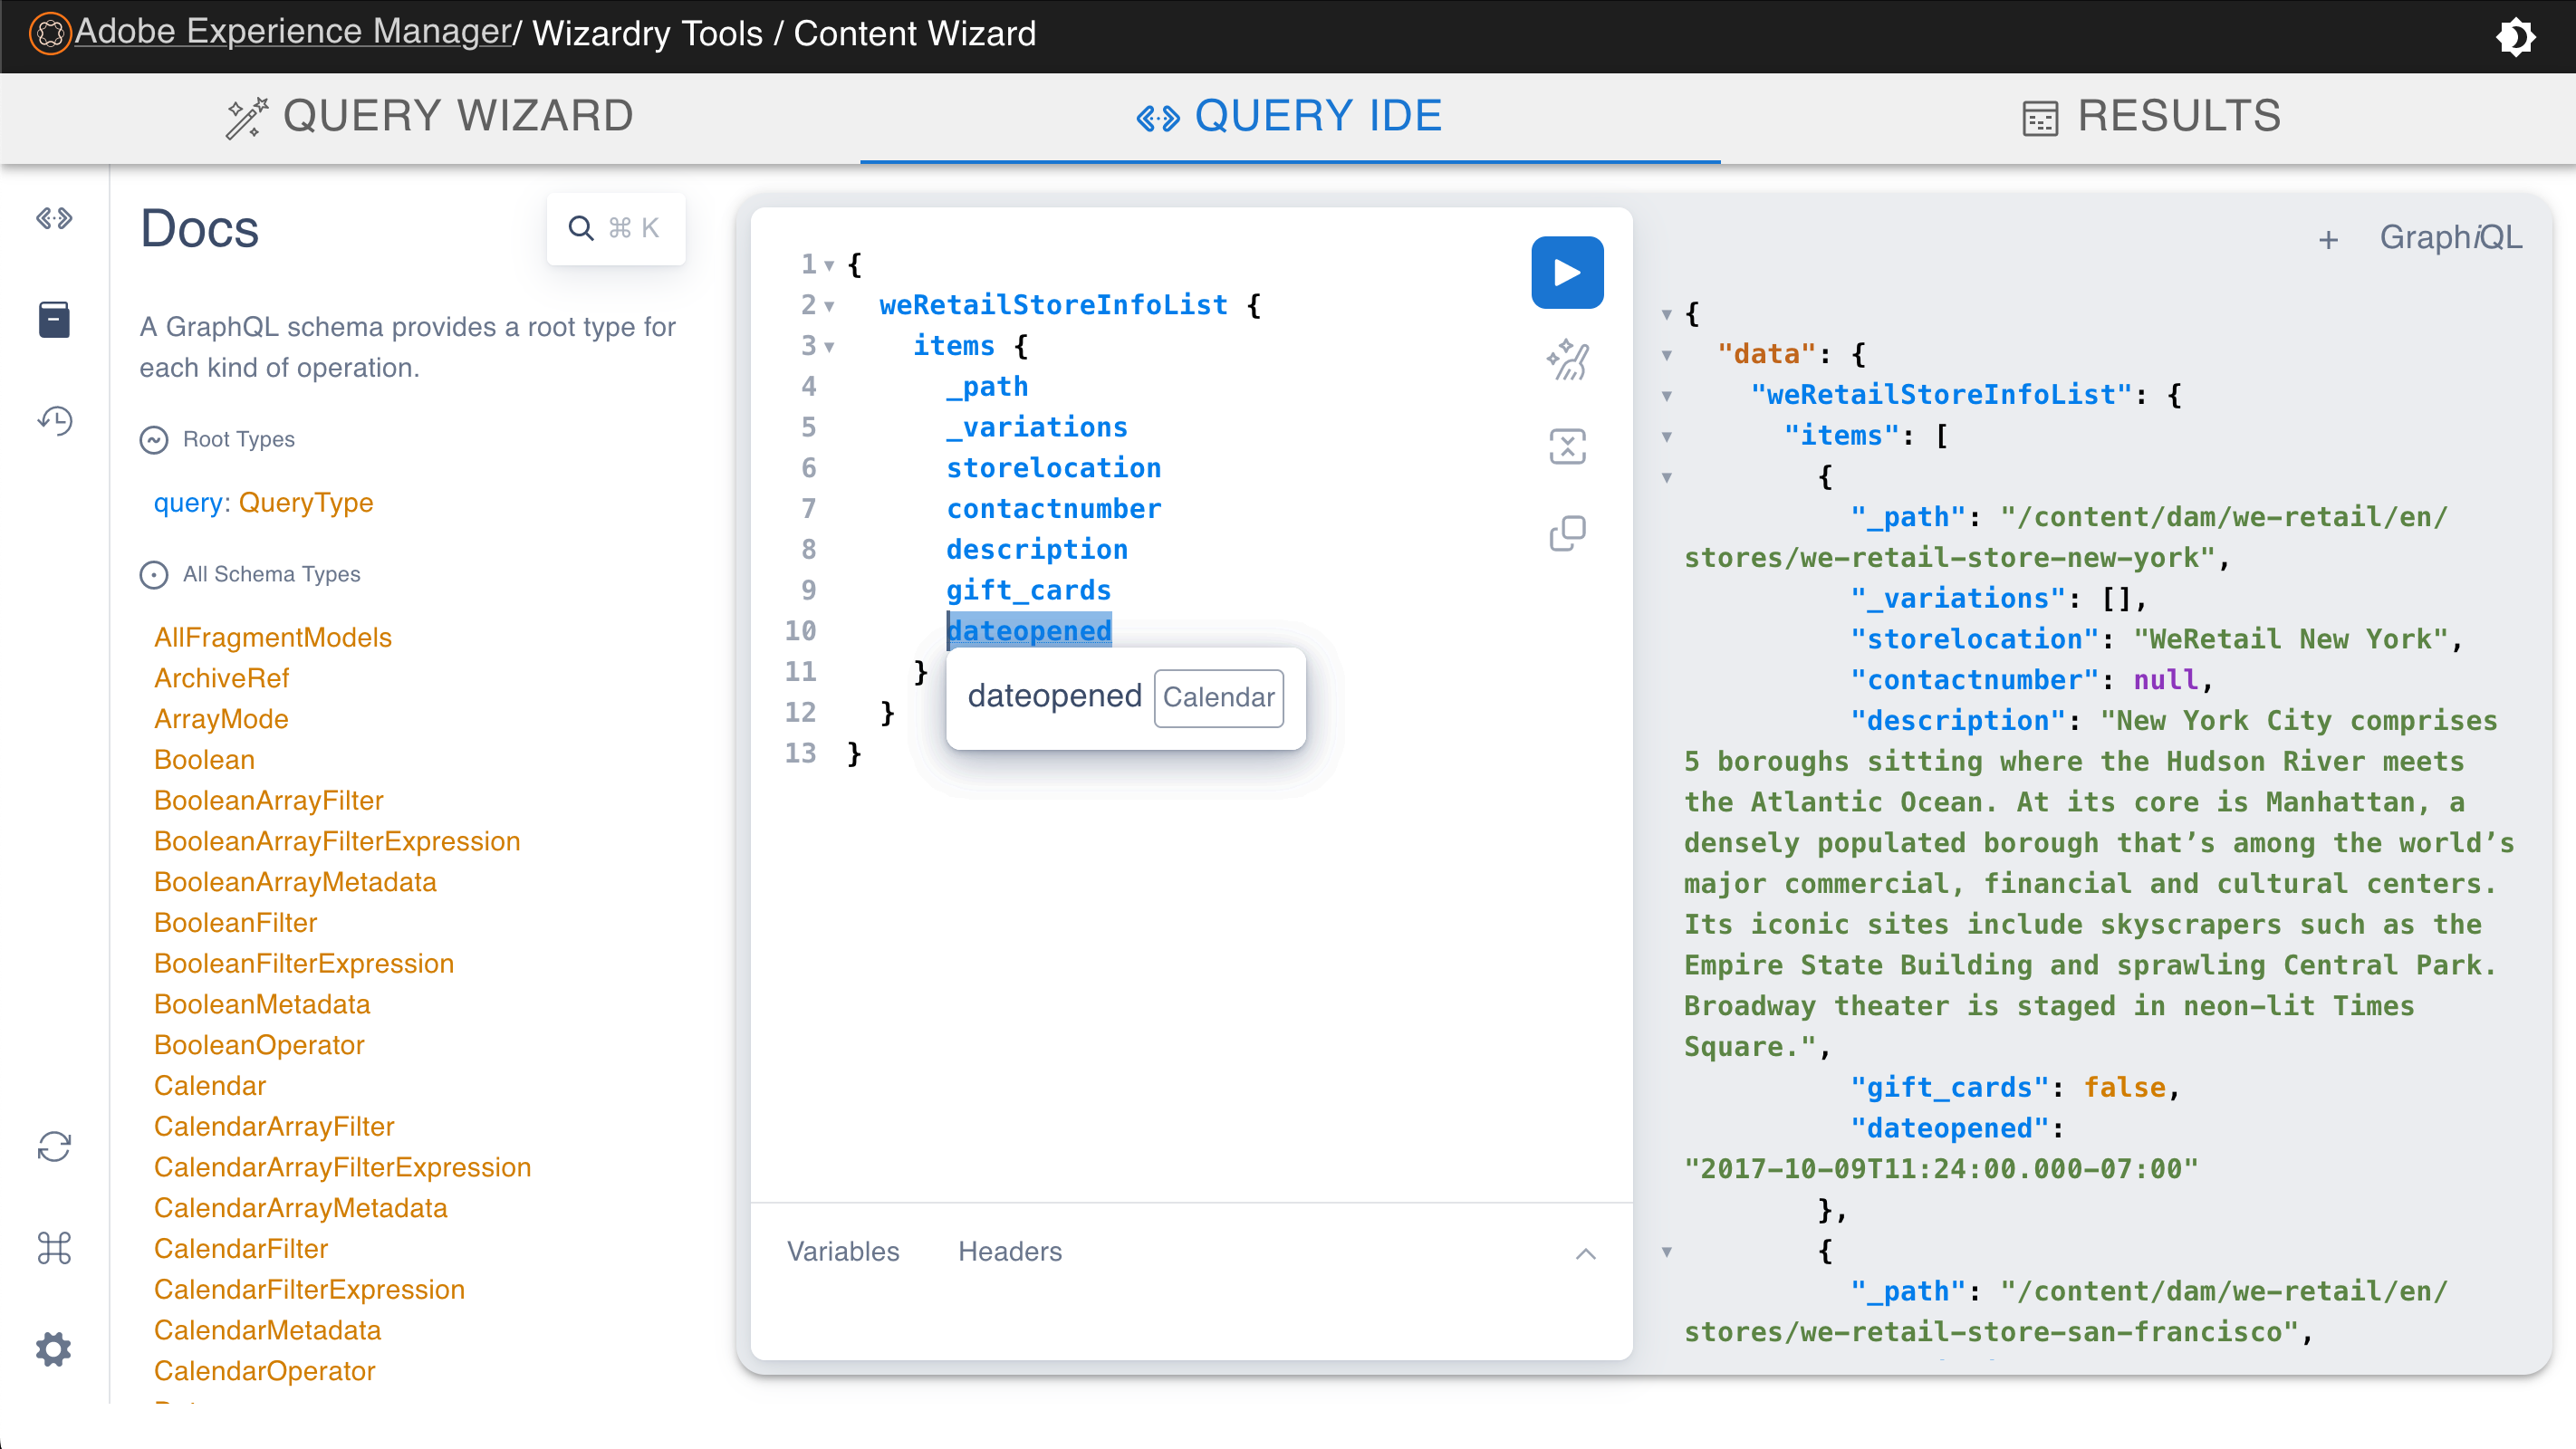 Adobe Experience Manager/ Wizardry Tools / Content Wizard
QUERY WIZARD
QUERY IDE
RESULTS
Docs
⌘ K
A GraphQL schema provides a root type for
each kind of operation.
Root Types
query: QueryType
All Schema Types
AllFragmentModels
ArchiveRef
ArrayMode
Boolean
BooleanArrayFilter
BooleanArrayFilterExpression
BooleanArrayMetadata
BooleanFilter
BooleanFilterExpression
BooleanMetadata
BooleanOperator
Calendar
CalendarArrayFilter
CalendarArrayFilterExpression
CalendarArrayMetadata
CalendarFilter
CalendarFilterExpression
CalendarMetadata
CalendarOperator
1 {
2 weRetailStoreInfoList {
3 items {
4 _path
5 _variations
6 storelocation
7 contactnumber
8 description
9 gift_cards
10 dateopened
11 }
12 }
13 }
dateopened Calendar
Variables Headers
+ GraphiQL
{
"data": {
"weRetailStoreInfoList": {
"items": [
{
"_path": "/content/dam/we-retail/en/
stores/we-retail-store-new-york",
"_variations": [],
"storelocation": "WeRetail New York",
"contactnumber": null,
"description": "New York City comprises
5 boroughs sitting where the Hudson River meets
the Atlantic Ocean. At its core is Manhattan, a
densely populated borough that’s among the world’s
major commercial, financial and cultural centers.
Its iconic sites include skyscrapers such as the
Empire State Building and sprawling Central Park.
Broadway theater is staged in neon-lit Times
Square.",
"gift_cards": false,
"dateopened":
"2017-10-09T11:24:00.000-07:00"
},
{
"_path": "/content/dam/we-retail/en/
stores/we-retail-store-san-francisco",